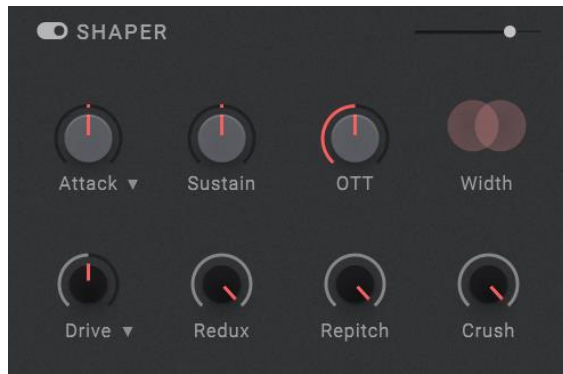 SHAPER
Attack ▼ Sustain OTT Width
Drive ▼ Redux Repitch Crush